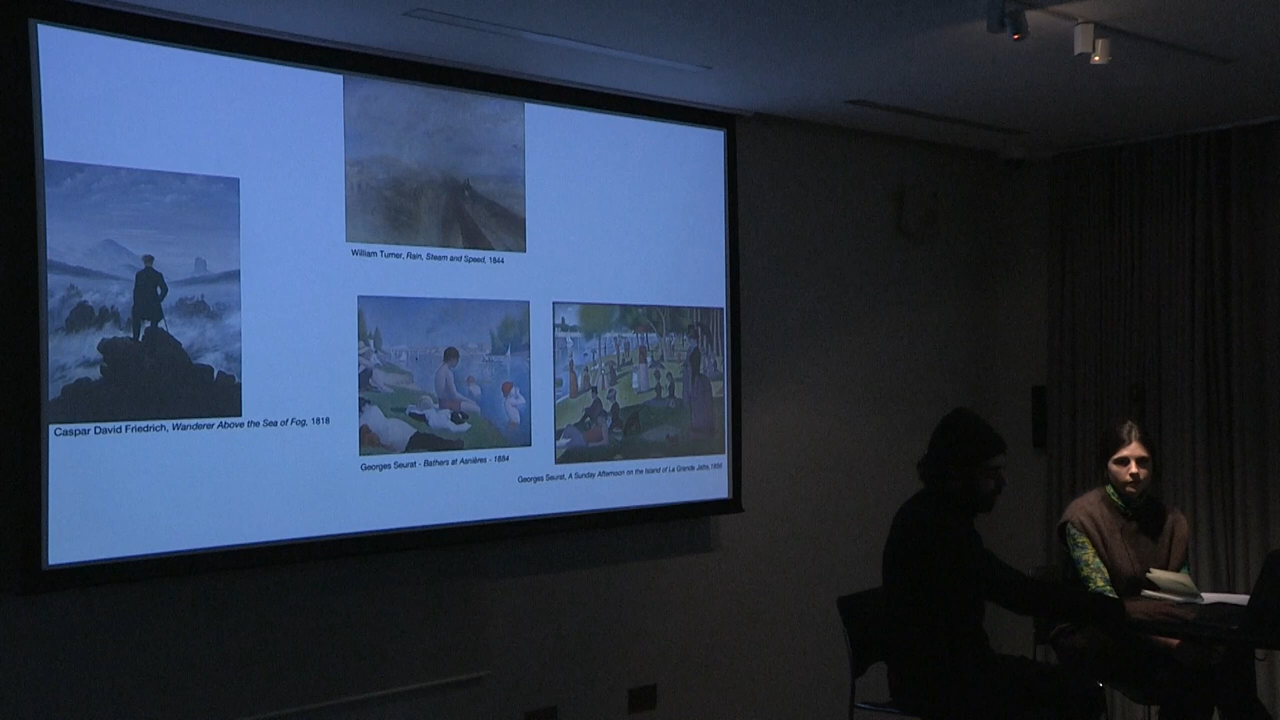 William Turner, Rain, Steam and Speed, 1844
Caspar David Friedrich, Wanderer Above the Sea of Fog, 1818
Georges Seurat - Bathers at Asnières - 1884
Georges Seurat, A Sunday Afternoon on the Island of La Grande Jatte,